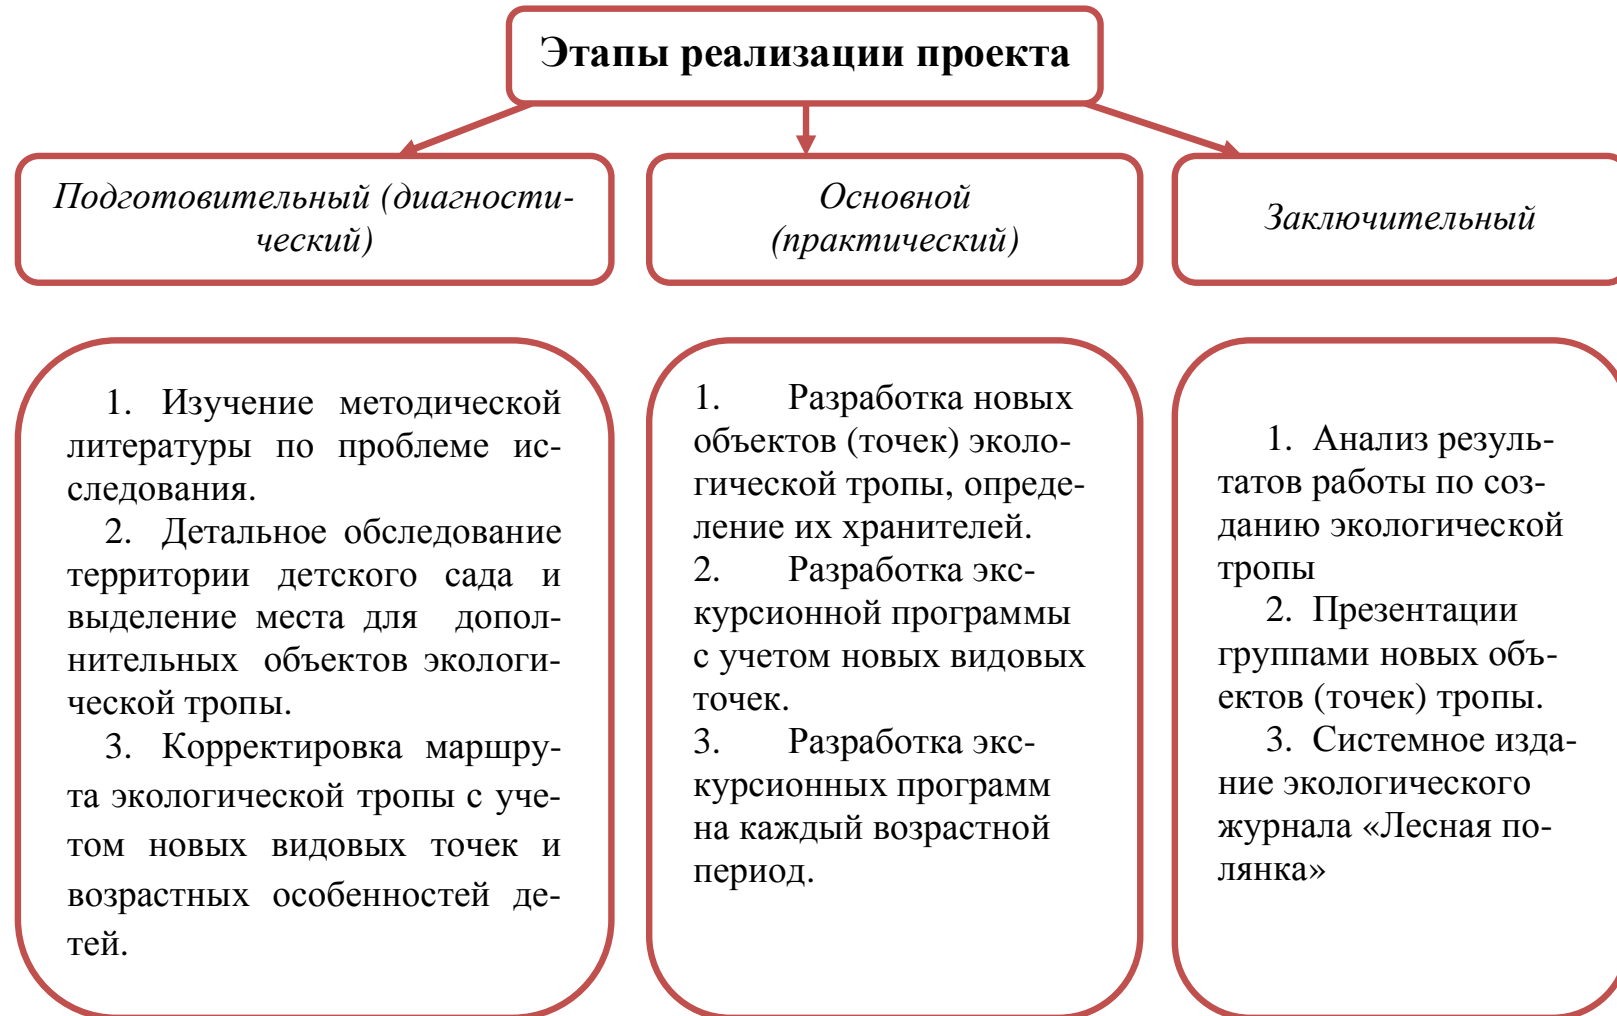 Этапы реализации проекта
Подготовительный (диагности-
ческий)
Основной
(практический)
Заключительный
1. Изучение методической
литературы по проблеме ис-
следования.
2. Детальное обследование
территории детского сада и
выделение места для допол-
нительных объектов экологи-
ческой тропы.
3. Корректировка маршру-
та экологической тропы с уче-
том новых видовых точек и
возрастных особенностей де-
тей.
1. Разработка новых
объектов (точек) эколо-
гической тропы, опреде-
ление их хранителей.
2. Разработка экс-
курсионной программы
с учетом новых видовых
точек.
3. Разработка экс-
курсионных программ
на каждый возрастной
период.
1. Анализ резуль-
татов работы по соз-
данию экологической
тропы
2. Презентации
группами новых объ-
ектов (точек) тропы.
3. Системное изда-
ние экологического
журнала «Лесная по-
лянка»